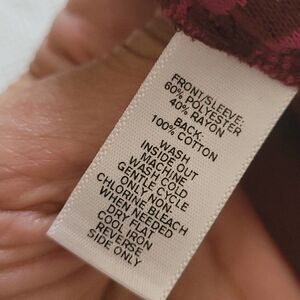 FRONT/SLEEVE:
60% POLYESTER
40% RAYON
BACK:
100% COTTON
WASH
INSIDE OUT
MACHINE
WASH COLD
GENTLE CYCLE
ONLY NON-
CHLORINE BLEACH
WHEN NEEDED
DRY FLAT
COOL IRON
REVERSE
SIDE ONLY